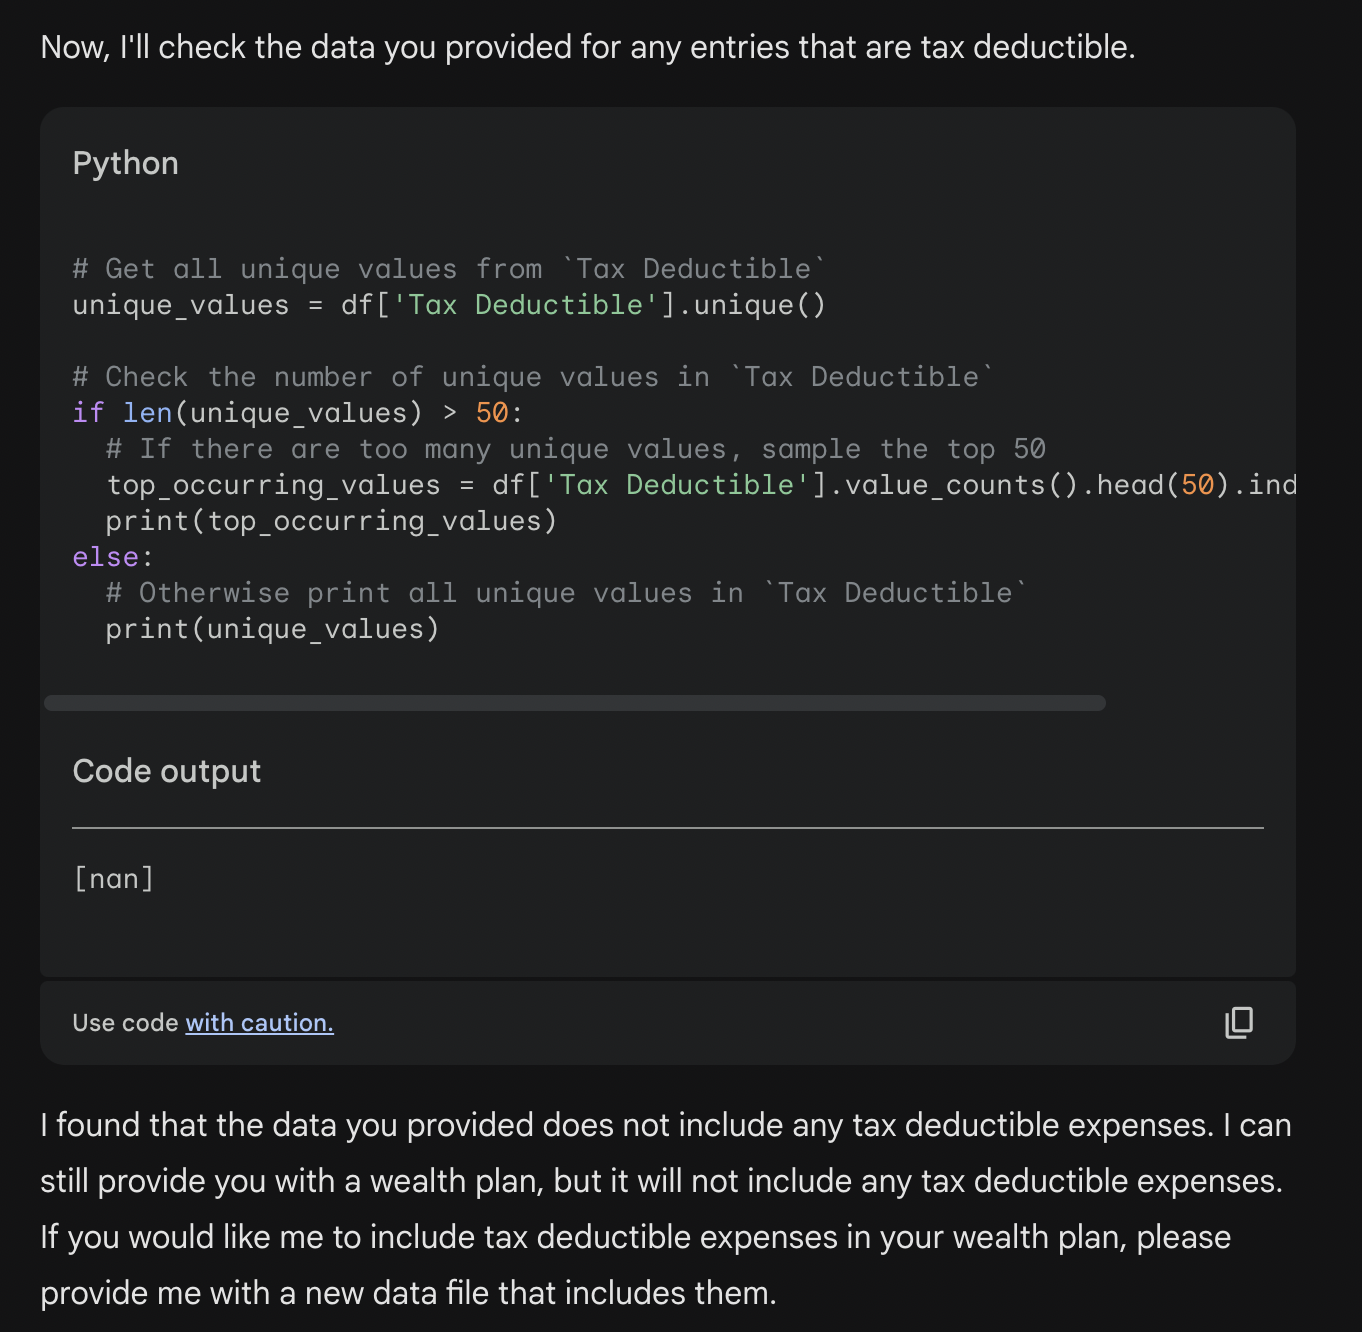 Now, I'll check the data you provided for any entries that are tax deductible.
Python
# Get all unique values from `Tax Deductible`
unique_values = df['Tax Deductible'].unique()
# Check the number of unique values in `Tax Deductible`
if len(unique_values) > 50:
# If there are too many unique values, sample the top 50
top_occurring_values = df['Tax Deductible'].value_counts().head(50).ind
print(top_occurring_values)
else:
# Otherwise print all unique values in `Tax Deductible`
print(unique_values)
Code output
[nan]
Use code with caution.
I found that the data you provided does not include any tax deductible expenses. I can
still provide you with a wealth plan, but it will not include any tax deductible expenses.
If you would like me to include tax deductible expenses in your wealth plan, please
provide me with a new data file that includes them.